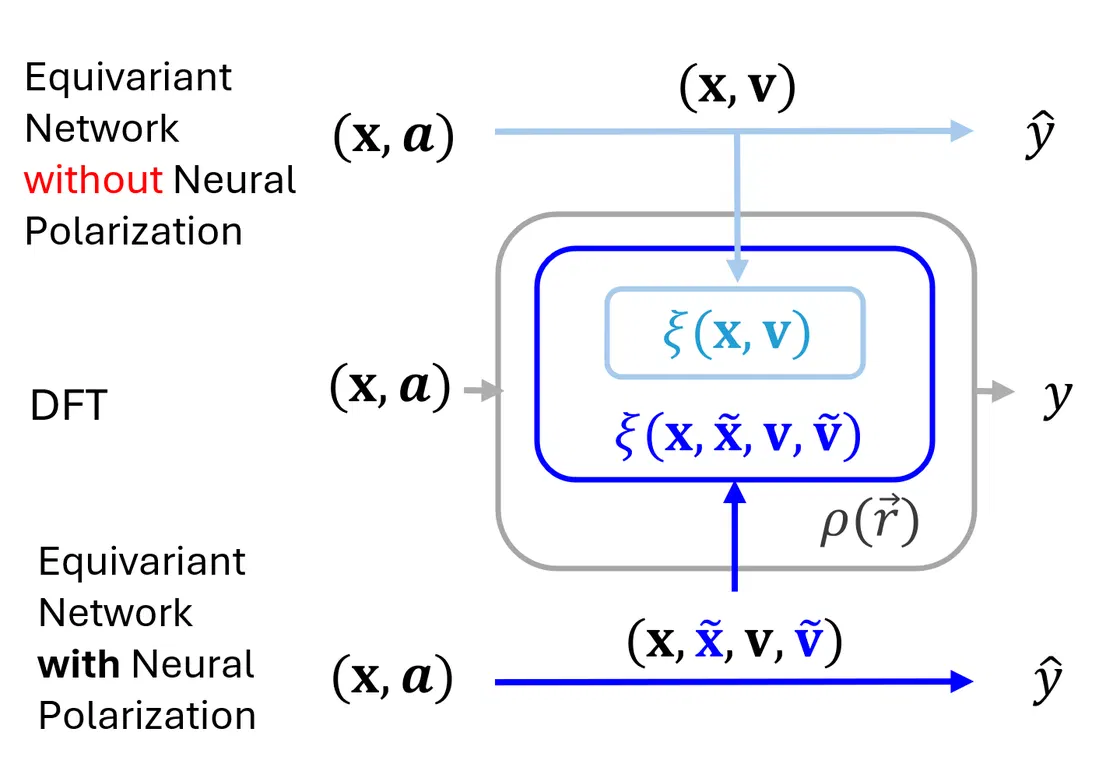 Equivariant
Network
without Neural
Polarization
(x, a)
(x, v)
ŷ
DFT
(x, a)
ξ(x, v)
ξ(x, x̃, v, ṽ)
ρ(r⃗)
y
Equivariant
Network
with Neural
Polarization
(x, a)
(x, x̃, v, ṽ)
ŷ